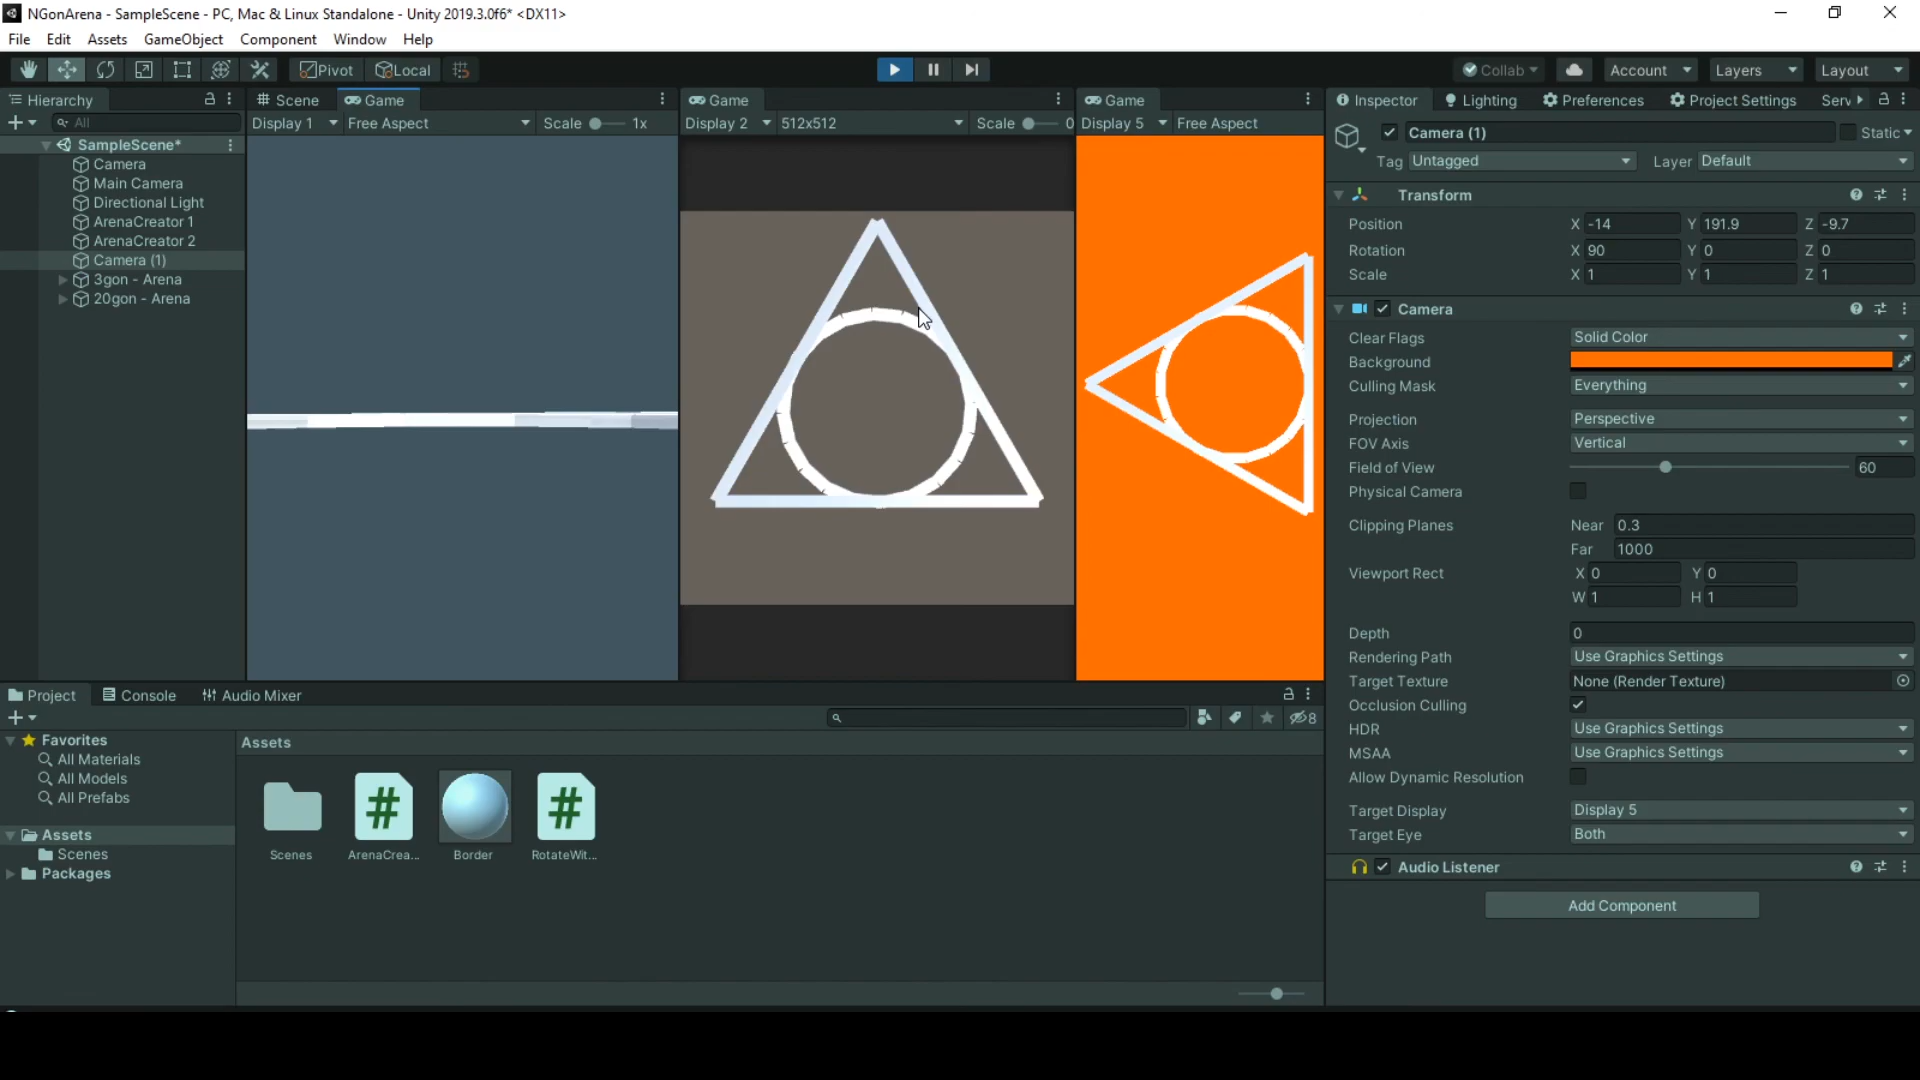 NGonArena - SampleScene - PC, Mac & Linux Standalone - Unity 2019.3.0f6* <DX11>
File Edit Assets GameObject Component Window Help
Pivot Local Collab Account Layers Layout
Hierarchy
All
SampleScene*
Camera
Main Camera
Directional Light
ArenaCreator 1
ArenaCreator 2
Camera (1)
3gon - Arena
20gon - Arena
Scene Game
Display 1 Free Aspect Scale 1x
Game
Display 2 512x512 Scale 0
Game
Display 5 Free Aspect
Inspector Lighting Preferences Project Settings Serv
Camera (1) Static
Tag Untagged Layer Default
Transform
Position X -14 Y 191.9 Z -9.7
Rotation X 90 Y 0 Z 0
Scale X 1 Y 1 Z 1
Camera
Clear Flags Solid Color
Background
Culling Mask Everything
Projection Perspective
FOV Axis Vertical
Field of View 60
Physical Camera
Clipping Planes Near 0.3
Far 1000
Viewport Rect X 0 Y 0
W 1 H 1
Depth 0
Rendering Path Use Graphics Settings
Target Texture None (Render Texture)
Occlusion Culling
HDR Use Graphics Settings
MSAA Use Graphics Settings
Allow Dynamic Resolution
Target Display Display 5
Target Eye Both
Audio Listener
Add Component
Project Console Audio Mixer
8
Favorites
All Materials
All Models
All Prefabs
Assets
Scenes
Packages
Assets
Scenes ArenaCrea... Border RotateWit...